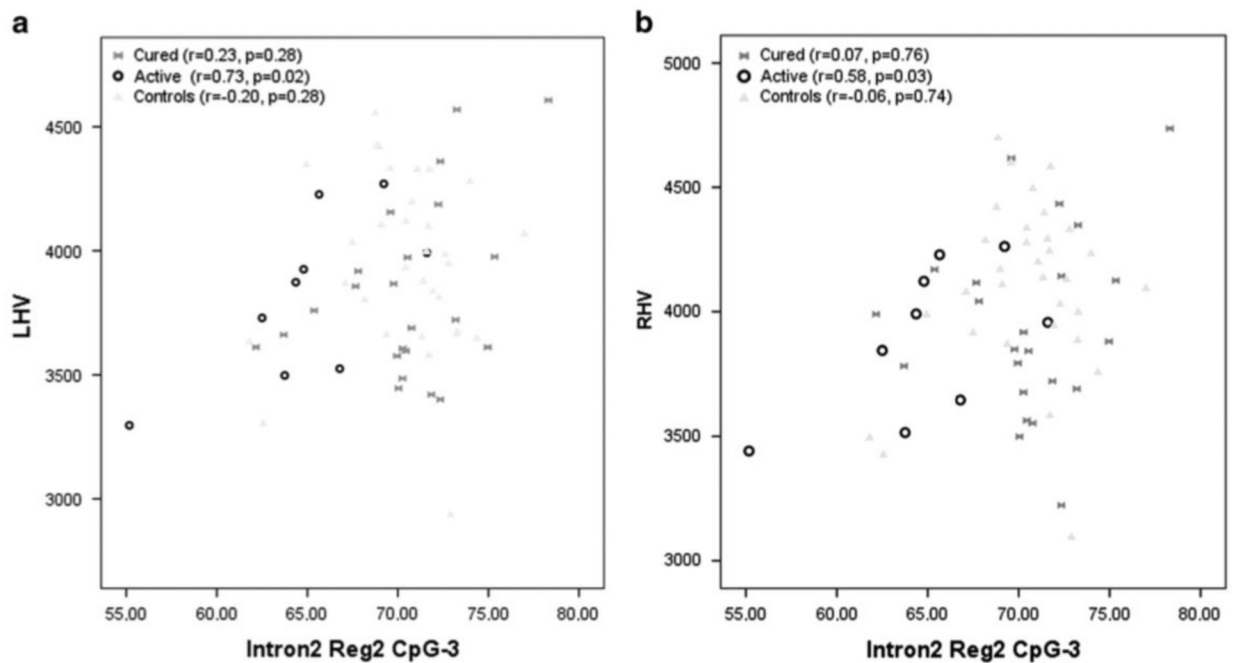 a
Cured (r=0.23, p=0.28)
Active (r=0.73, p=0.02)
Controls (r=-0.20, p=0.28)
4500
4000
3500
3000
LHV
55.00 60.00 65.00 70.00 75.00 80.00
Intron2 Reg2 CpG-3
b
Cured (r=0.07, p=0.76)
Active (r=0.58, p=0.03)
Controls (r=-0.06, p=0.74)
5000
4500
4000
3500
3000
RHV
55.00 60.00 65.00 70.00 75.00 80.00
Intron2 Reg2 CpG-3